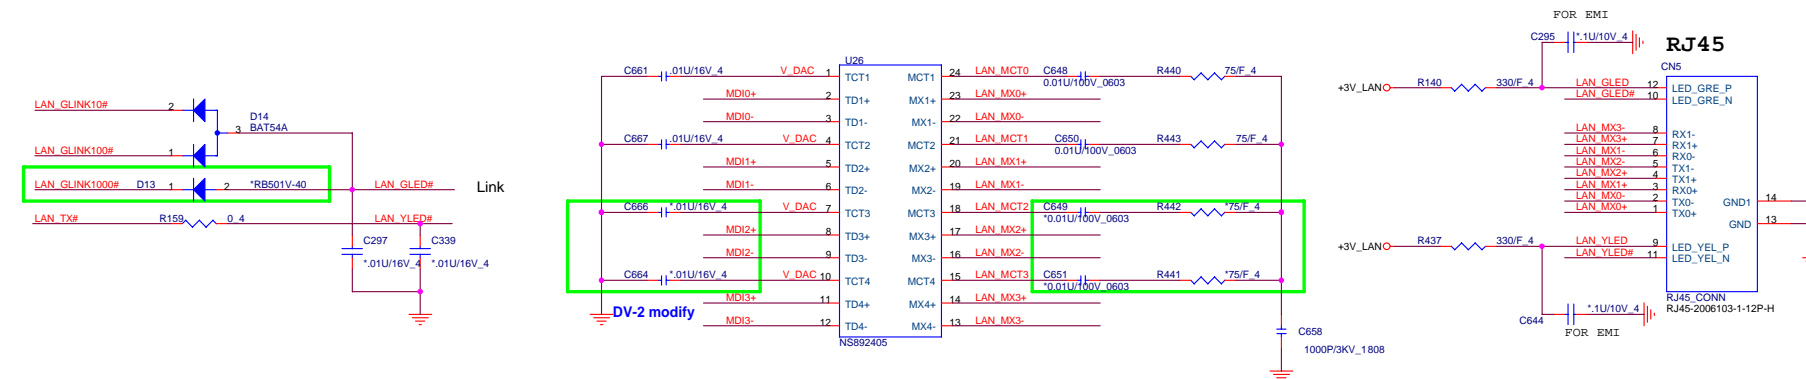 LAN_GLINK10#
2
D14
BAT54A
3
LAN_GLINK100#
1
LAN_GLINK1000#
D13
1
2
*RB501V-40
LAN_GLED#
Link
LAN_TX#
R159
0_4
LAN_YLED#
C297
C339
*.01U/16V_4
*.01U/16V_4
U26
C661
.01U/16V_4
V_DAC
1
TCT1
MCT1
24
LAN_MCT0
C648
0.01U/100V_0603
R440
75/F_4
MDI0+
2
TD1+
MX1+
23
LAN_MX0+
MDI0-
3
TD1-
MX1-
22
LAN_MX0-
C667
.01U/16V_4
V_DAC
4
TCT2
MCT2
21
LAN_MCT1
C650
0.01U/100V_0603
R443
75/F_4
MDI1+
5
TD2+
MX2+
20
LAN_MX1+
MDI1-
6
TD2-
MX2-
19
LAN_MX1-
C666
*.01U/16V_4
V_DAC
7
TCT3
MCT3
18
LAN_MCT2
C649
*0.01U/100V_0603
R442
*75/F_4
MDI2+
8
TD3+
MX3+
17
LAN_MX2+
MDI2-
9
TD3-
MX3-
16
LAN_MX2-
C664
*.01U/16V_4
V_DAC
10
TCT4
MCT4
15
LAN_MCT3
C651
*0.01U/100V_0603
R441
*75/F_4
MDI3+
11
TD4+
MX4+
14
LAN_MX3+
MDI3-
12
TD4-
MX4-
13
LAN_MX3-
DV-2 modify
NS892405
C658
1000P/3KV_1808
FOR EMI
C295
*.1U/10V_4
RJ45
CN5
+3V_LAN
R140
330/F_4
LAN_GLED
12
LED_GRE_P
LAN_GLED#
10
LED_GRE_N
LAN_MX3-
8
RX1-
LAN_MX3+
7
RX1+
LAN_MX1-
6
RX0-
LAN_MX2-
5
TX1-
LAN_MX2+
4
TX1+
LAN_MX1+
3
RX0+
LAN_MX0-
2
TX0-
LAN_MX0+
1
TX0+
GND1
14
GND
13
+3V_LAN
R437
330/F_4
LAN_YLED
9
LED_YEL_P
LAN_YLED#
11
LED_YEL_N
RJ45_CONN
RJ45-2006103-1-12P-H
C644
*.1U/10V_4
FOR EMI